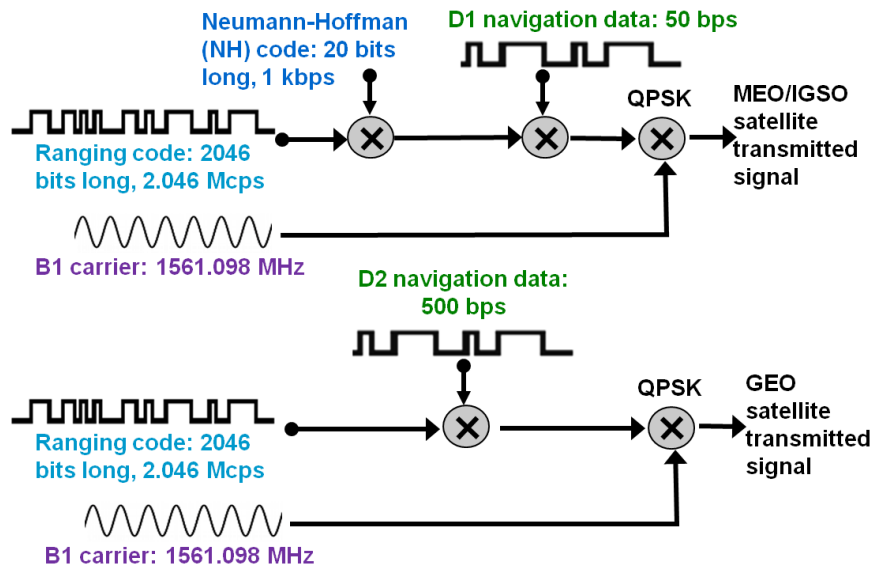 Neumann-Hoffman
(NH) code: 20 bits
long, 1 kbps
D1 navigation data: 50 bps
QPSK
MEO/IGSO
satellite
transmitted
signal
Ranging code: 2046
bits long, 2.046 Mcps
B1 carrier: 1561.098 MHz
D2 navigation data:
500 bps
QPSK
GEO
satellite
transmitted
signal
Ranging code: 2046
bits long, 2.046 Mcps
B1 carrier: 1561.098 MHz